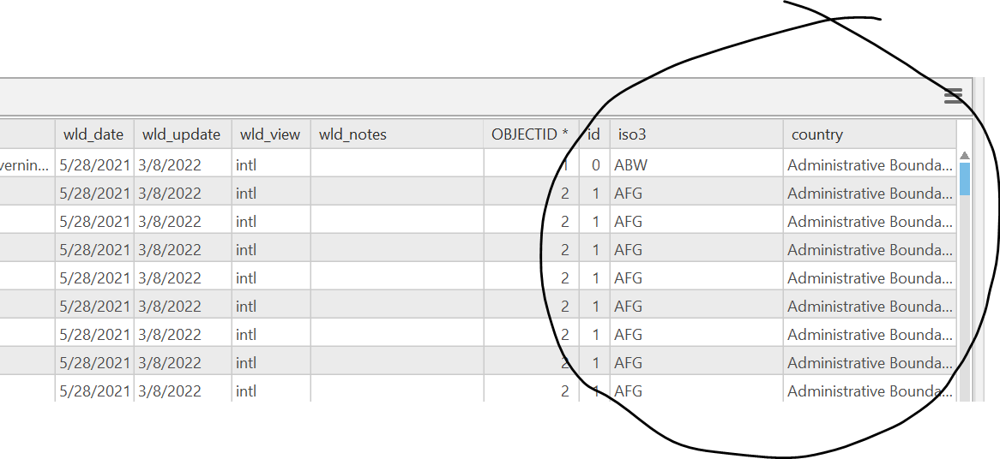 wld_date wld_update wld_view wld_notes OBJECTID * id iso3 country
vernin... 5/28/2021 3/8/2022 intl 1 0 ABW Administrative Bounda...
5/28/2021 3/8/2022 intl 2 1 AFG Administrative Bounda...
5/28/2021 3/8/2022 intl 2 1 AFG Administrative Bounda...
5/28/2021 3/8/2022 intl 2 1 AFG Administrative Bounda...
5/28/2021 3/8/2022 intl 2 1 AFG Administrative Bounda...
5/28/2021 3/8/2022 intl 2 1 AFG Administrative Bounda...
5/28/2021 3/8/2022 intl 2 1 AFG Administrative Bounda...
5/28/2021 3/8/2022 intl 2 1 AFG Administrative Bounda...
5/28/2021 3/8/2022 intl 2 1 AFG Administrative Bounda...